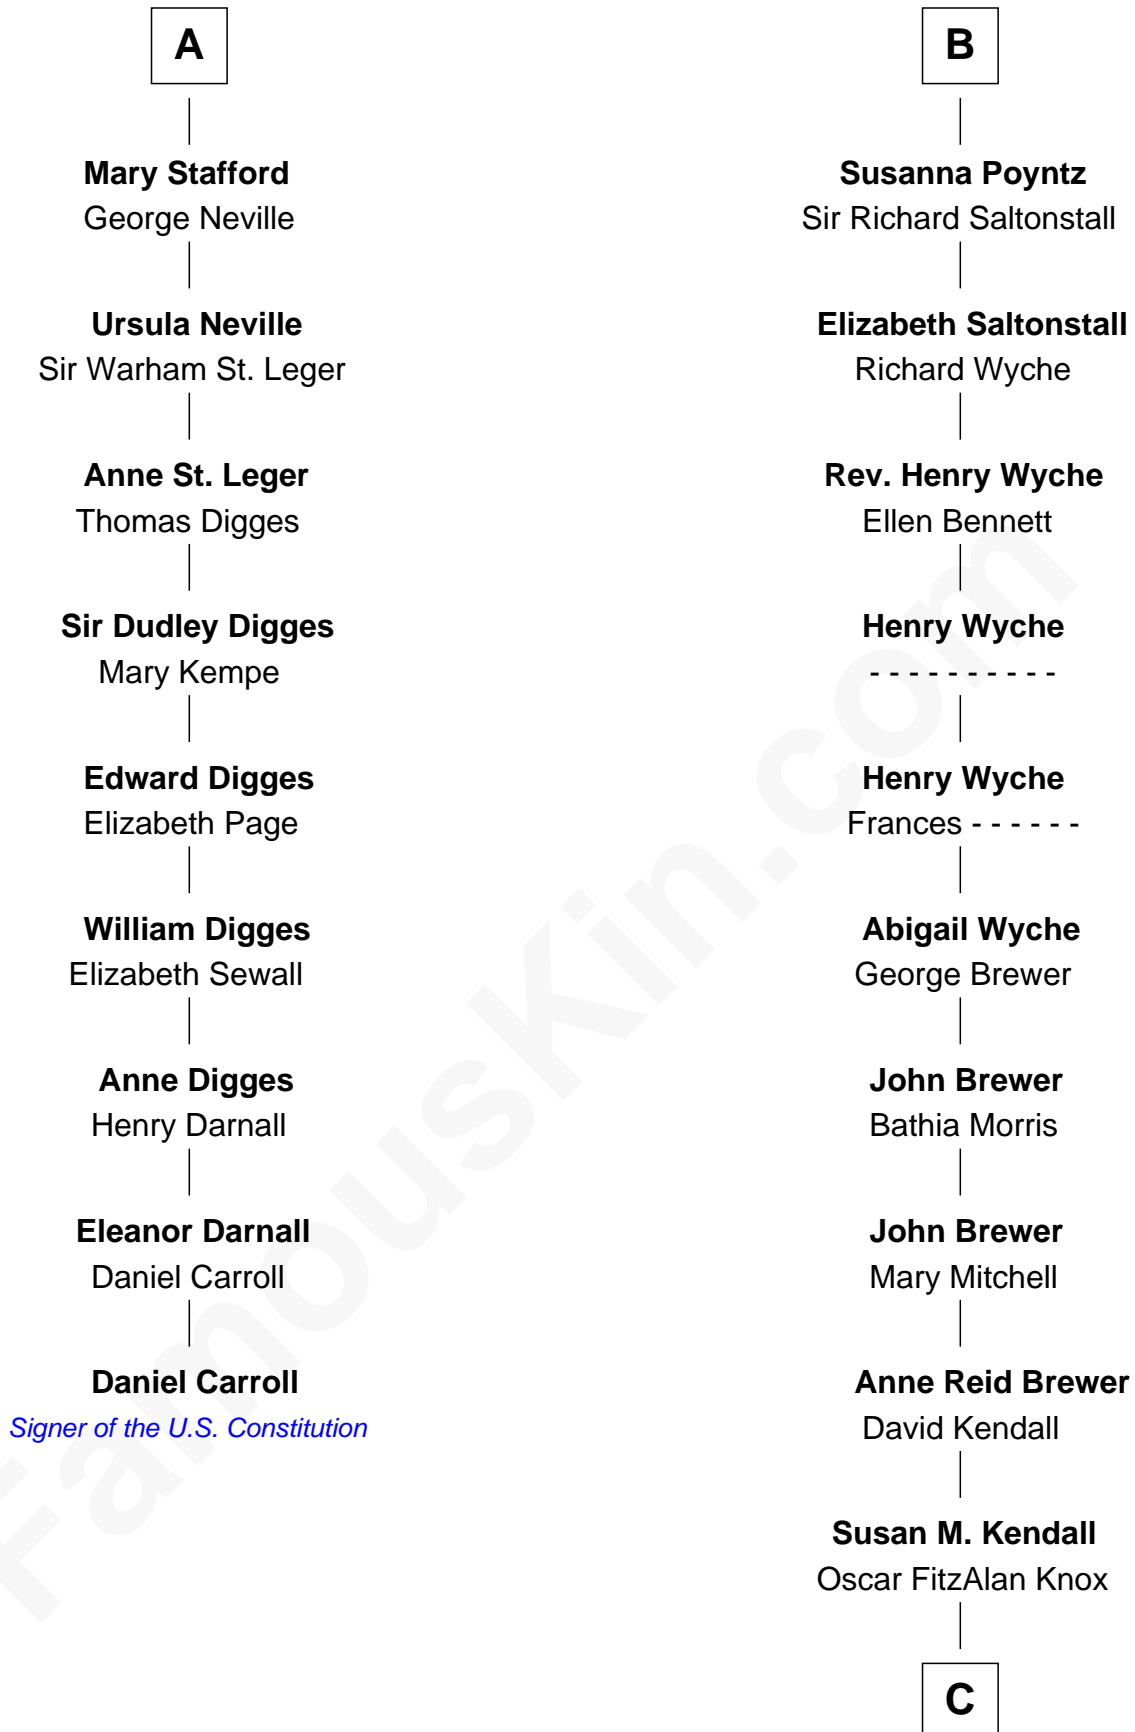 A
Mary Stafford
George Neville
Ursula Neville
Sir Warham St. Leger
Anne St. Leger
Thomas Digges
Sir Dudley Digges
Mary Kempe
Edward Digges
Elizabeth Page
William Digges
Elizabeth Sewall
Anne Digges
Henry Darnall
Eleanor Darnall
Daniel Carroll
Daniel Carroll
Signer of the U.S. Constitution
B
Susanna Poyntz
Sir Richard Saltonstall
Elizabeth Saltonstall
Richard Wyche
Rev. Henry Wyche
Ellen Bennett
Henry Wyche
- - - - - - - - - -
Henry Wyche
Frances - - - - - -
Abigail Wyche
George Brewer
John Brewer
Bathia Morris
John Brewer
Mary Mitchell
Anne Reid Brewer
David Kendall
Susan M. Kendall
Oscar FitzAlan Knox
C
FamousKin.com